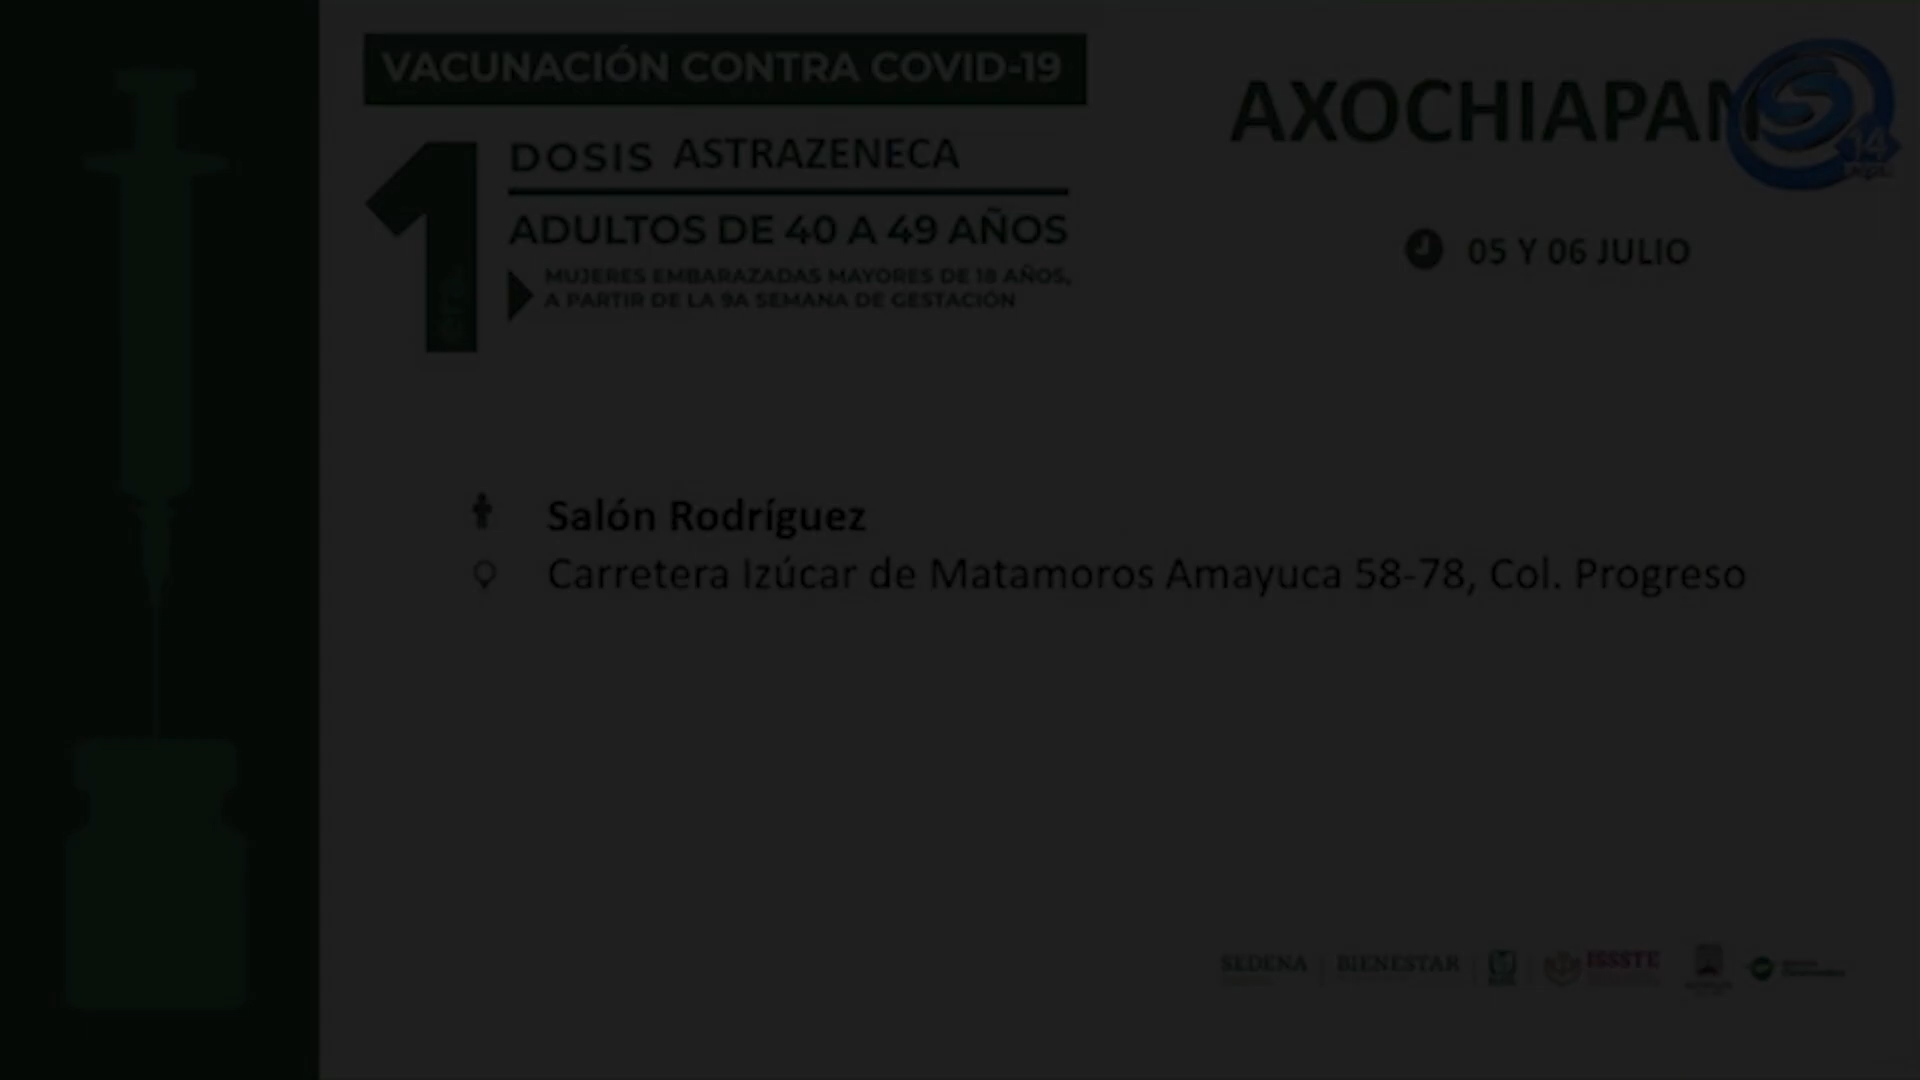 VACUNACIÓN CONTRA COVID-19
1
DOSIS ASTRAZENECA
ADULTOS DE 40 A 49 AÑOS
MUJERES EMBARAZADAS MAYORES DE 18 AÑOS,
A PARTIR DE LA 9A SEMANA DE GESTACIÓN
AXOCHIAPAN
14
05 Y 06 JULIO
Salón Rodríguez
Carretera Izúcar de Matamoros Amayuca 58-78, Col. Progreso
SEDENA BIENESTAR ISSSTE